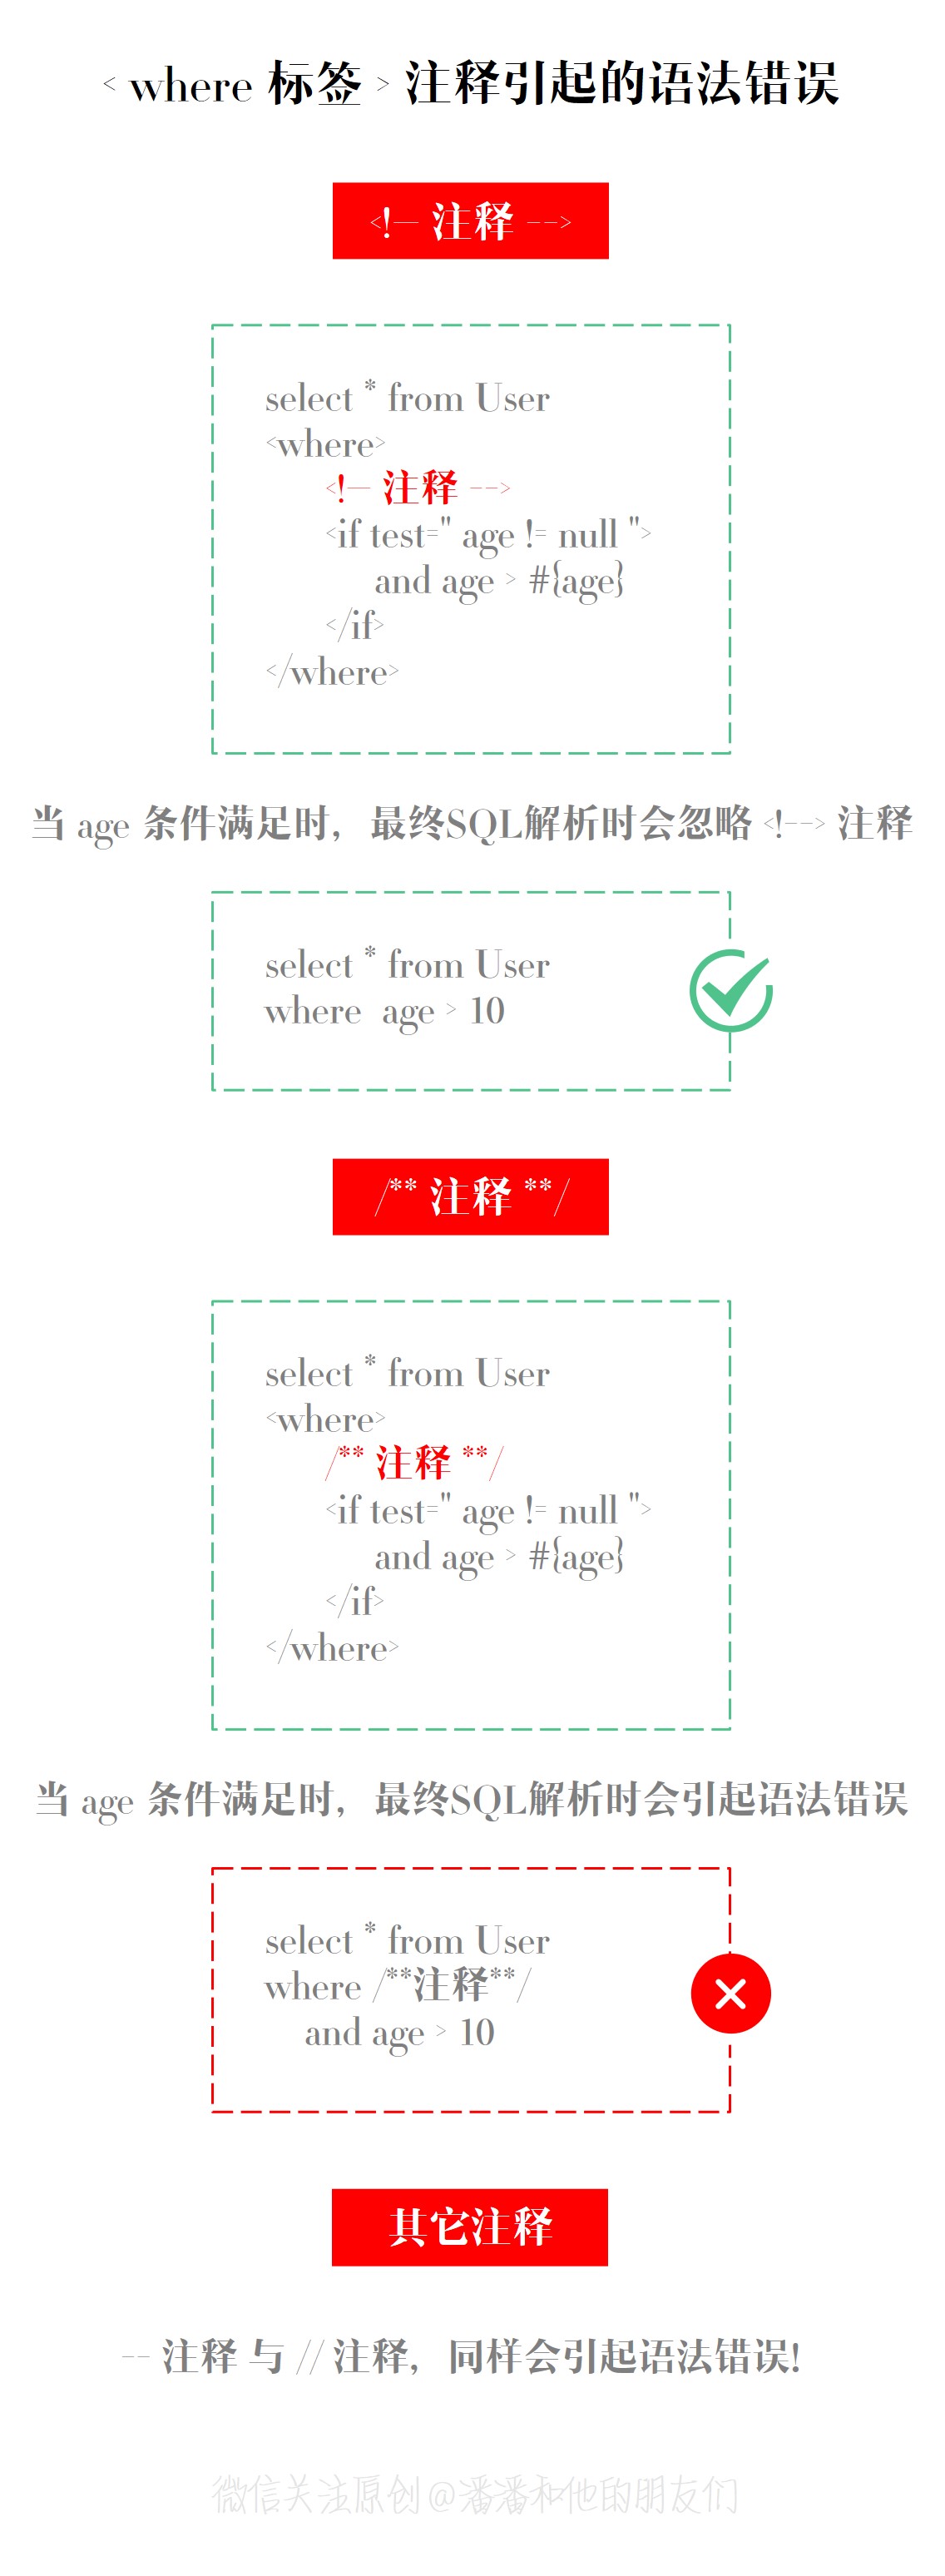 < where 标签 > 注释引起的语法错误
<!-- 注释 -->
select * from User
<where>
<!-- 注释 -->
<if test=" age != null ">
and age > #{age}
</if>
</where>
当 age 条件满足时，最终SQL解析时会忽略 <!--> 注释
select * from User
where age > 10
/** 注释 **/
select * from User
<where>
/** 注释 **/
<if test=" age != null ">
and age > #{age}
</if>
</where>
当 age 条件满足时，最终SQL解析时会引起语法错误
select * from User
where /**注释**/
and age > 10
其它注释
-- 注释 与 // 注释，同样会引起语法错误!
微信关注原创@潘潘和他的朋友们